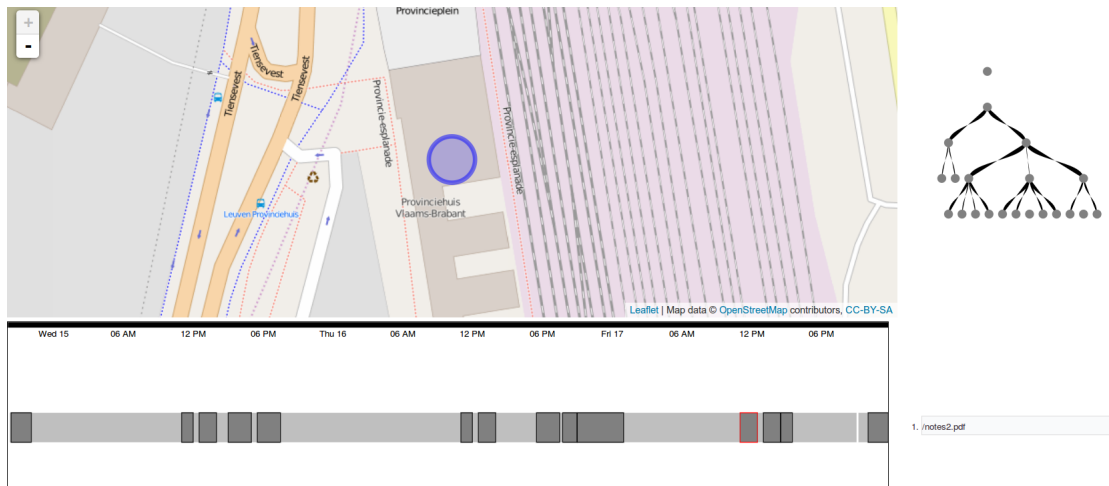 Provincieplein
+
-
Tiensevest
Tiensevest
Tiensevest
Provincie-esplanade
Provincie-esplanade
Leuven Provinciehuis
Provinciehuis
Vlaams-Brabant
Leaflet | Map data © OpenStreetMap contributors, CC-BY-SA
Wed 15 06 AM 12 PM 06 PM Thu 16 06 AM 12 PM 06 PM Fri 17 06 AM 12 PM 06 PM
1. /notes2.pdf